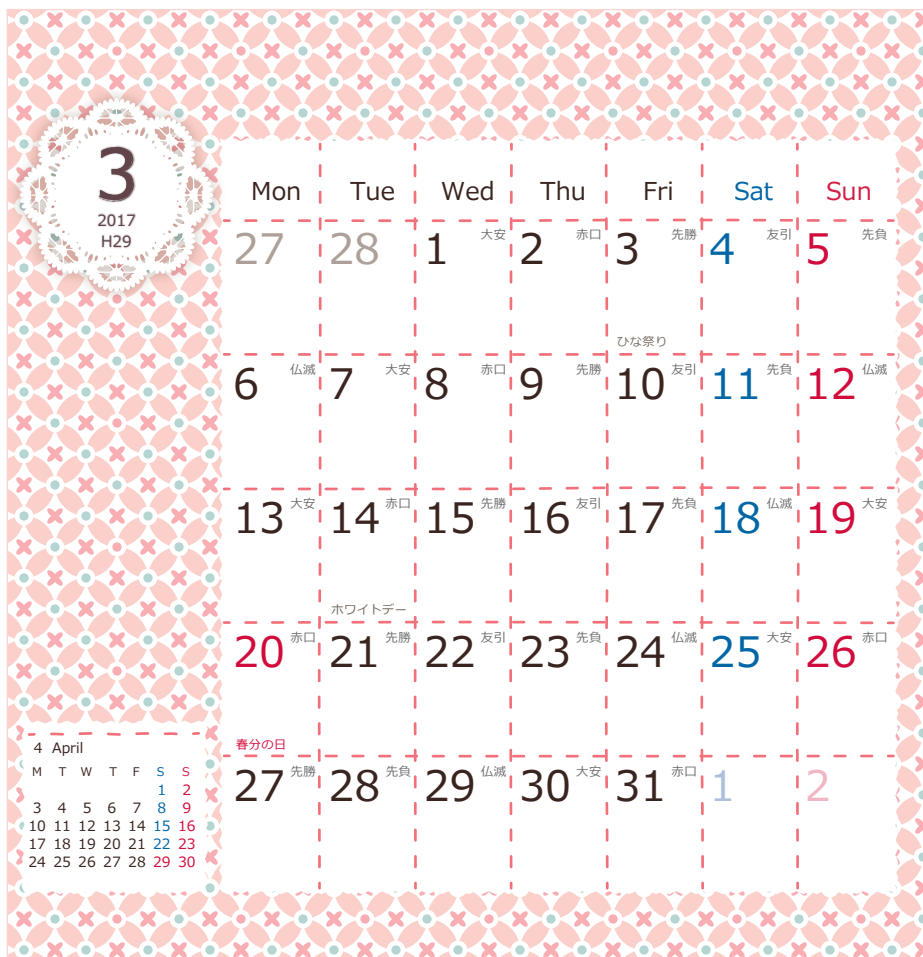 3
2017
H29
Mon Tue Wed Thu Fri Sat Sun
27 28 1 大安 2 赤口 3 先勝 4 友引 5 先負
ひな祭り
6 仏滅 7 大安 8 赤口 9 先勝 10 友引 11 先負 12 仏滅
13 大安 14 赤口 15 先勝 16 友引 17 先負 18 仏滅 19 大安
ホワイトデー
20 赤口 21 先勝 22 友引 23 先負 24 仏滅 25 大安 26 赤口
春分の日
27 先勝 28 先負 29 仏滅 30 大安 31 赤口 1 2
4 April
M T W T F S S
1 2
3 4 5 6 7 8 9
10 11 12 13 14 15 16
17 18 19 20 21 22 23
24 25 26 27 28 29 30